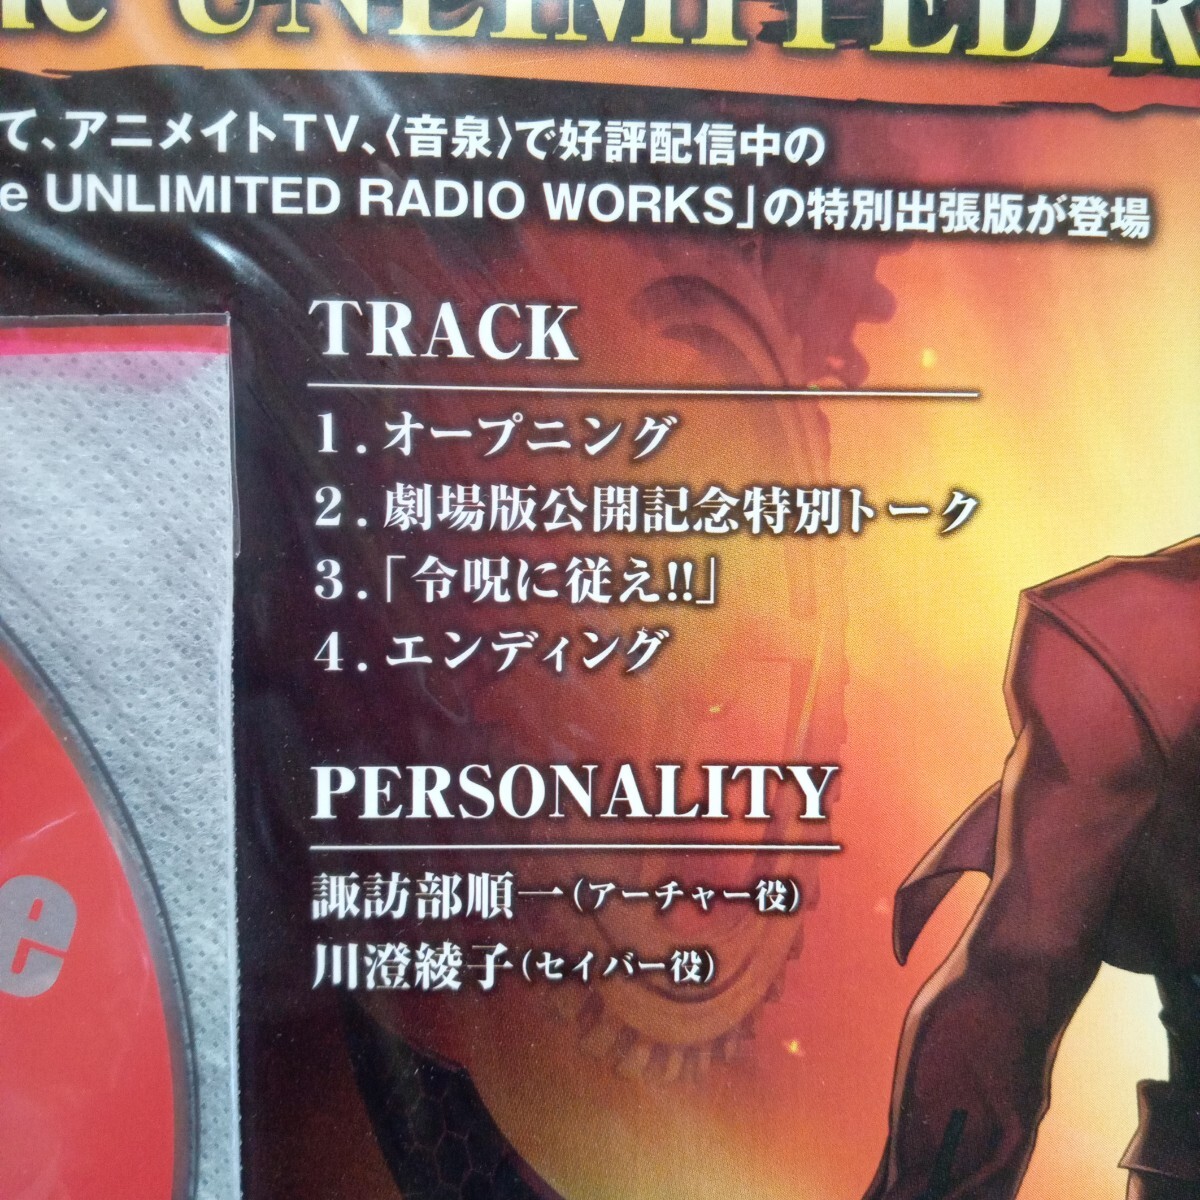 UNLIMITED R
て、アニメイトTV、〈音泉〉で好評配信中の
e UNLIMITED RADIO WORKS」の特別出張版が登場
TRACK
1.オープニング
2.劇場版公開記念特別トーク
3.「令呪に従え!!」
4.エンディング
PERSONALITY
諏訪部順一(アーチャー役)
川澄綾子(セイバー役)
e